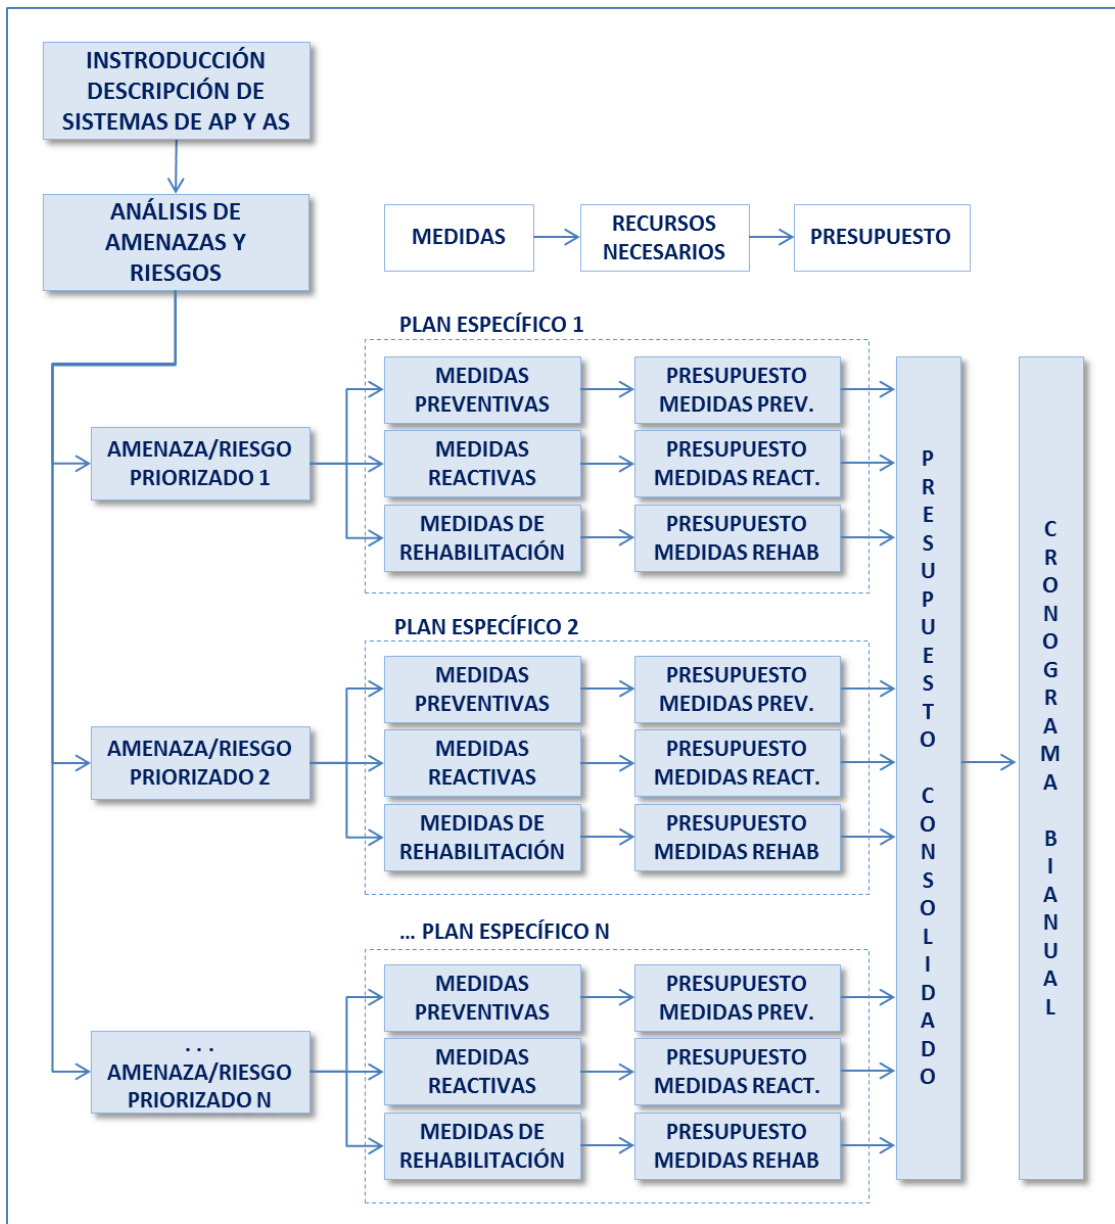 INSTRODUCCIÓN
DESCRIPCIÓN DE
SISTEMAS DE AP Y AS
ANÁLISIS DE
AMENAZAS Y
RIESGOS
MEDIDAS
RECURSOS
NECESARIOS
PRESUPUESTO
PLAN ESPECÍFICO 1
AMENAZA/RIESGO
PRIORIZADO 1
MEDIDAS
PREVENTIVAS
PRESUPUESTO
MEDIDAS PREV.
MEDIDAS
REACTIVAS
PRESUPUESTO
MEDIDAS REACT.
MEDIDAS DE
REHABILITACIÓN
PRESUPUESTO
MEDIDAS REHAB
PLAN ESPECÍFICO 2
AMENAZA/RIESGO
PRIORIZADO 2
MEDIDAS
PREVENTIVAS
PRESUPUESTO
MEDIDAS PREV.
MEDIDAS
REACTIVAS
PRESUPUESTO
MEDIDAS REACT.
MEDIDAS DE
REHABILITACIÓN
PRESUPUESTO
MEDIDAS REHAB
... PLAN ESPECÍFICO N
. . .
AMENAZA/RIESGO
PRIORIZADO N
MEDIDAS
PREVENTIVAS
PRESUPUESTO
MEDIDAS PREV.
MEDIDAS
REACTIVAS
PRESUPUESTO
MEDIDAS REACT.
MEDIDAS DE
REHABILITACIÓN
PRESUPUESTO
MEDIDAS REHAB
PRESUPUESTO CONSOLIDADO
CRONOGRAMA BIANUAL